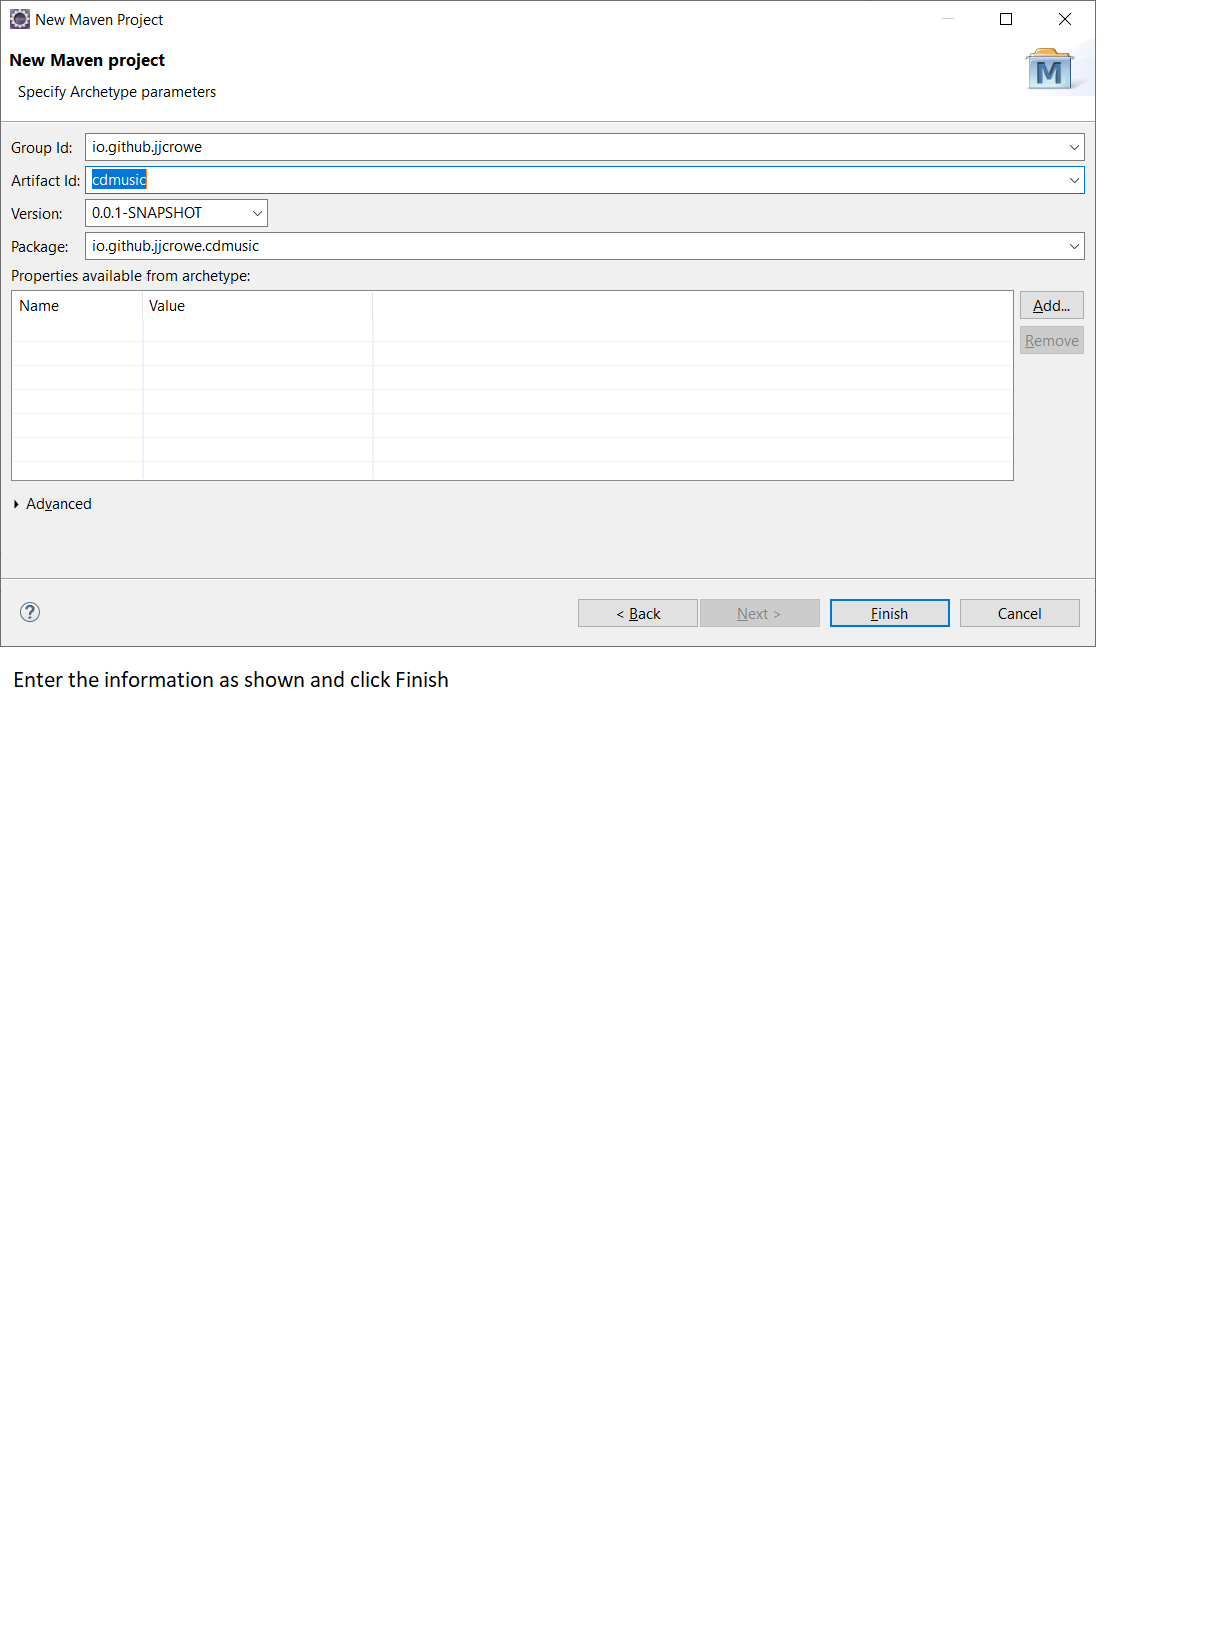 New Maven Project
New Maven project
Specify Archetype parameters
M
Group Id: io.github.jjcrowe
Artifact Id: cdmusic
Version: 0.0.1-SNAPSHOT
Package: io.github.jjcrowe.cdmusic
Properties available from archetype:
Name Value
Add...
Remove
Advanced
? < Back Next > Finish Cancel
Enter the information as shown and click Finish